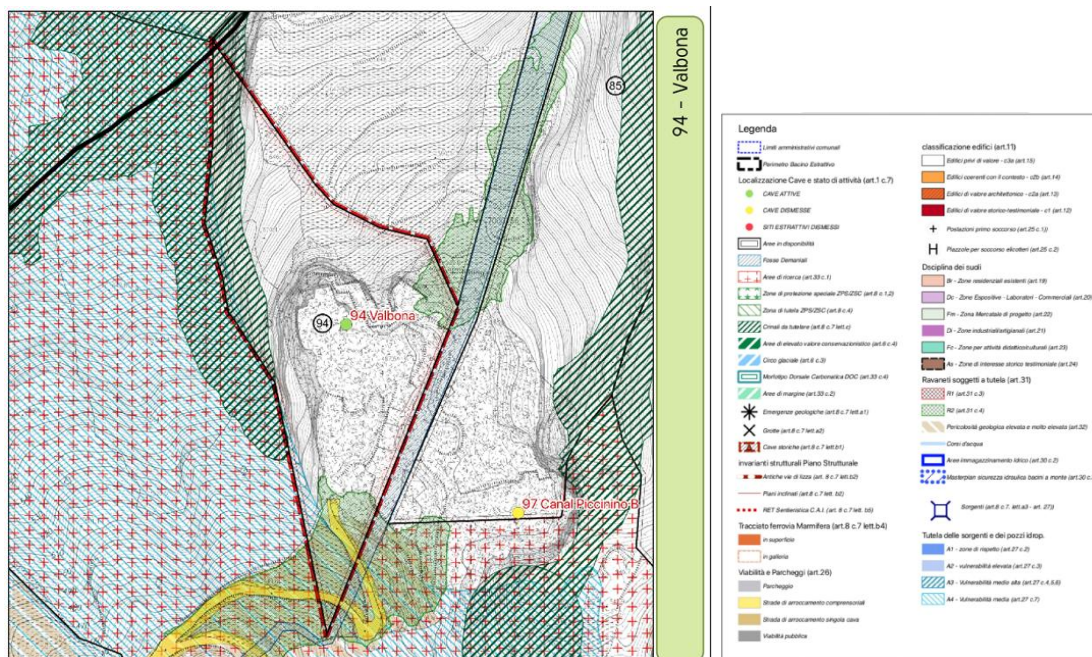 85
94
94 Valbona
97 Canal Piccinino B
94 - Valbona
Legenda
Limiti amministrativi comunali
Perimetro Bacino Estrattivo
Localizzazione Cave e stato di attività (art.1 c.7)
CAVE ATTIVE
CAVE DISMESSE
SITI ESTRATTIVI DISMESSI
Aree in disponibilità
Fosse Demaniali
Aree di ricerca (art.33 c.1)
Zone di protezione speciale ZPS/ZSC (art.8 c.1,2)
Zona di tutela ZPS/ZSC (art.8 c.4)
Crinali da tutelare (art.8 c.7 lett.c)
Aree di elevato valore conservazionistico (art.8 c.4)
Circo glaciale (art.8 c.3)
Morfotipo Dorsale Carbonatica DOC (art.33 c.4)
Aree di margine (art.33 c.2)
Emergenze geologiche (art.8 c.7 lett.a1)
Grotte (art.8 c.7 lett.a2)
Cave storiche (art.8 c.7 lett.b1)
invarianti strutturali Piano Strutturale
Antiche vie di lizza (art. 8 c.7 lett.b2)
Piani inclinati (art.8 c.7 lett. b2)
RET Sentieristica C.A.I. (art. 8 c.7 lett. b5)
Tracciato ferrovia Marmifera (art.8 c.7 lett.b4)
in superficie
in galleria
Viabilità e Parcheggi (art.26)
Parcheggio
Strade di arroccamento comprensoriali
Strada di arroccamento singola cava
Viabilità pubblica
classificazione edifici (art.11)
Edifici privi di valore - c3a (art.15)
Edifici coerenti con il contesto - c2b (art.14)
Edifici di valore architettonico - c2a (art.13)
Edifici di valore storico-testimoniale - c1 (art.12)
Postazioni primo soccorso (art.25 c.1))
H Piazzole per soccorso elicotteri (art.25 c.2)
Disciplina dei suoli
Br - Zone residenziali esistenti (art.19)
Dc - Zone Espositive - Laboratori - Commerciali (art.20)
Fm - Zona Mercatale di progetto (art.22)
Di - Zone industriali/artigianali (art.21)
Fc - Zone per attività didattico/culturali (art.23)
As - Zone di interesse storico testimoniale (art.24)
Ravaneti soggetti a tutela (art.31)
R1 (art.31 c.3)
R2 (art.31 c.4)
Pericolosità geologica elevata e molto elevata (art.32)
Corsi d'acqua
Aree immagazzinamento idrico (art.30 c.2)
Masterplan sicurezza idraulica bacini a monte (art.30 c.
Sorgenti (art.8 c.7. lett.a3 - art. 27))
Tutela delle sorgenti e dei pozzi idrop.
A1 - zone di rispetto (art.27 c.2)
A2 - vulnerabilità elevata (art.27 c.3)
A3 - Vulnerabilità medio alta (art.27 c.4,5,6)
A4 - Vulnerabilità media (art.27 c.7)